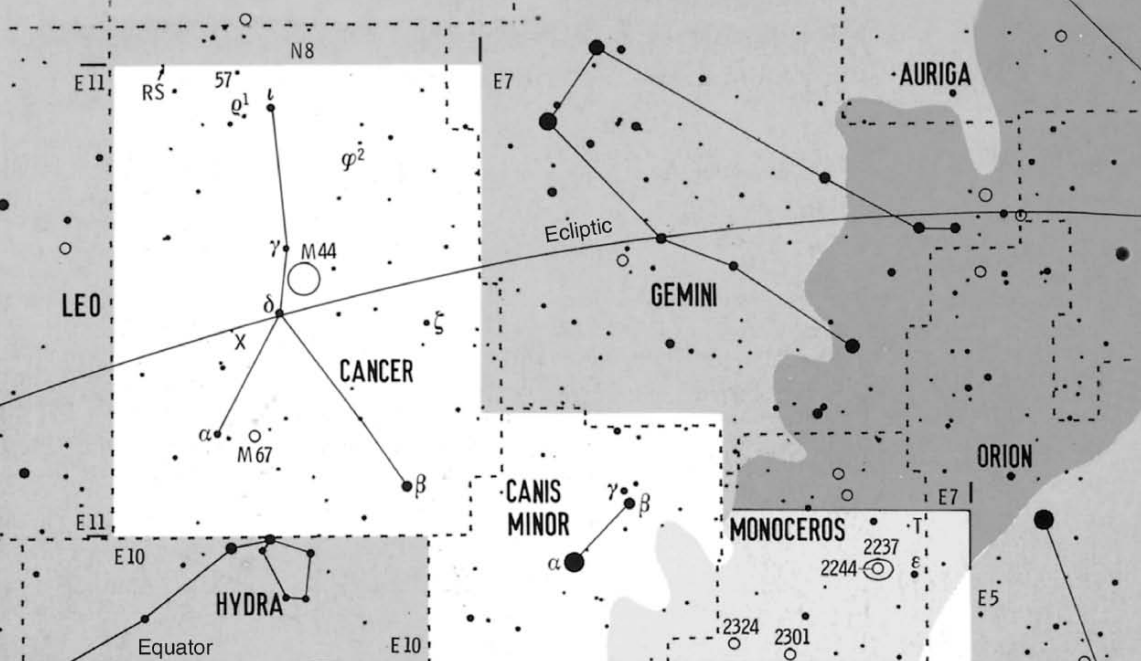 N8
E11
RS
57
ϱ¹
ι
φ²
E7
AURIGA
Ecliptic
γ
M44
LEO
δ
ζ
X
GEMINI
CANCER
α
M67
β
ORION
CANIS
MINOR
γ
β
α
E7
MONOCEROS
T
2237
2244
ε
E11
E10
HYDRA
E5
2324
2301
Equator
E10